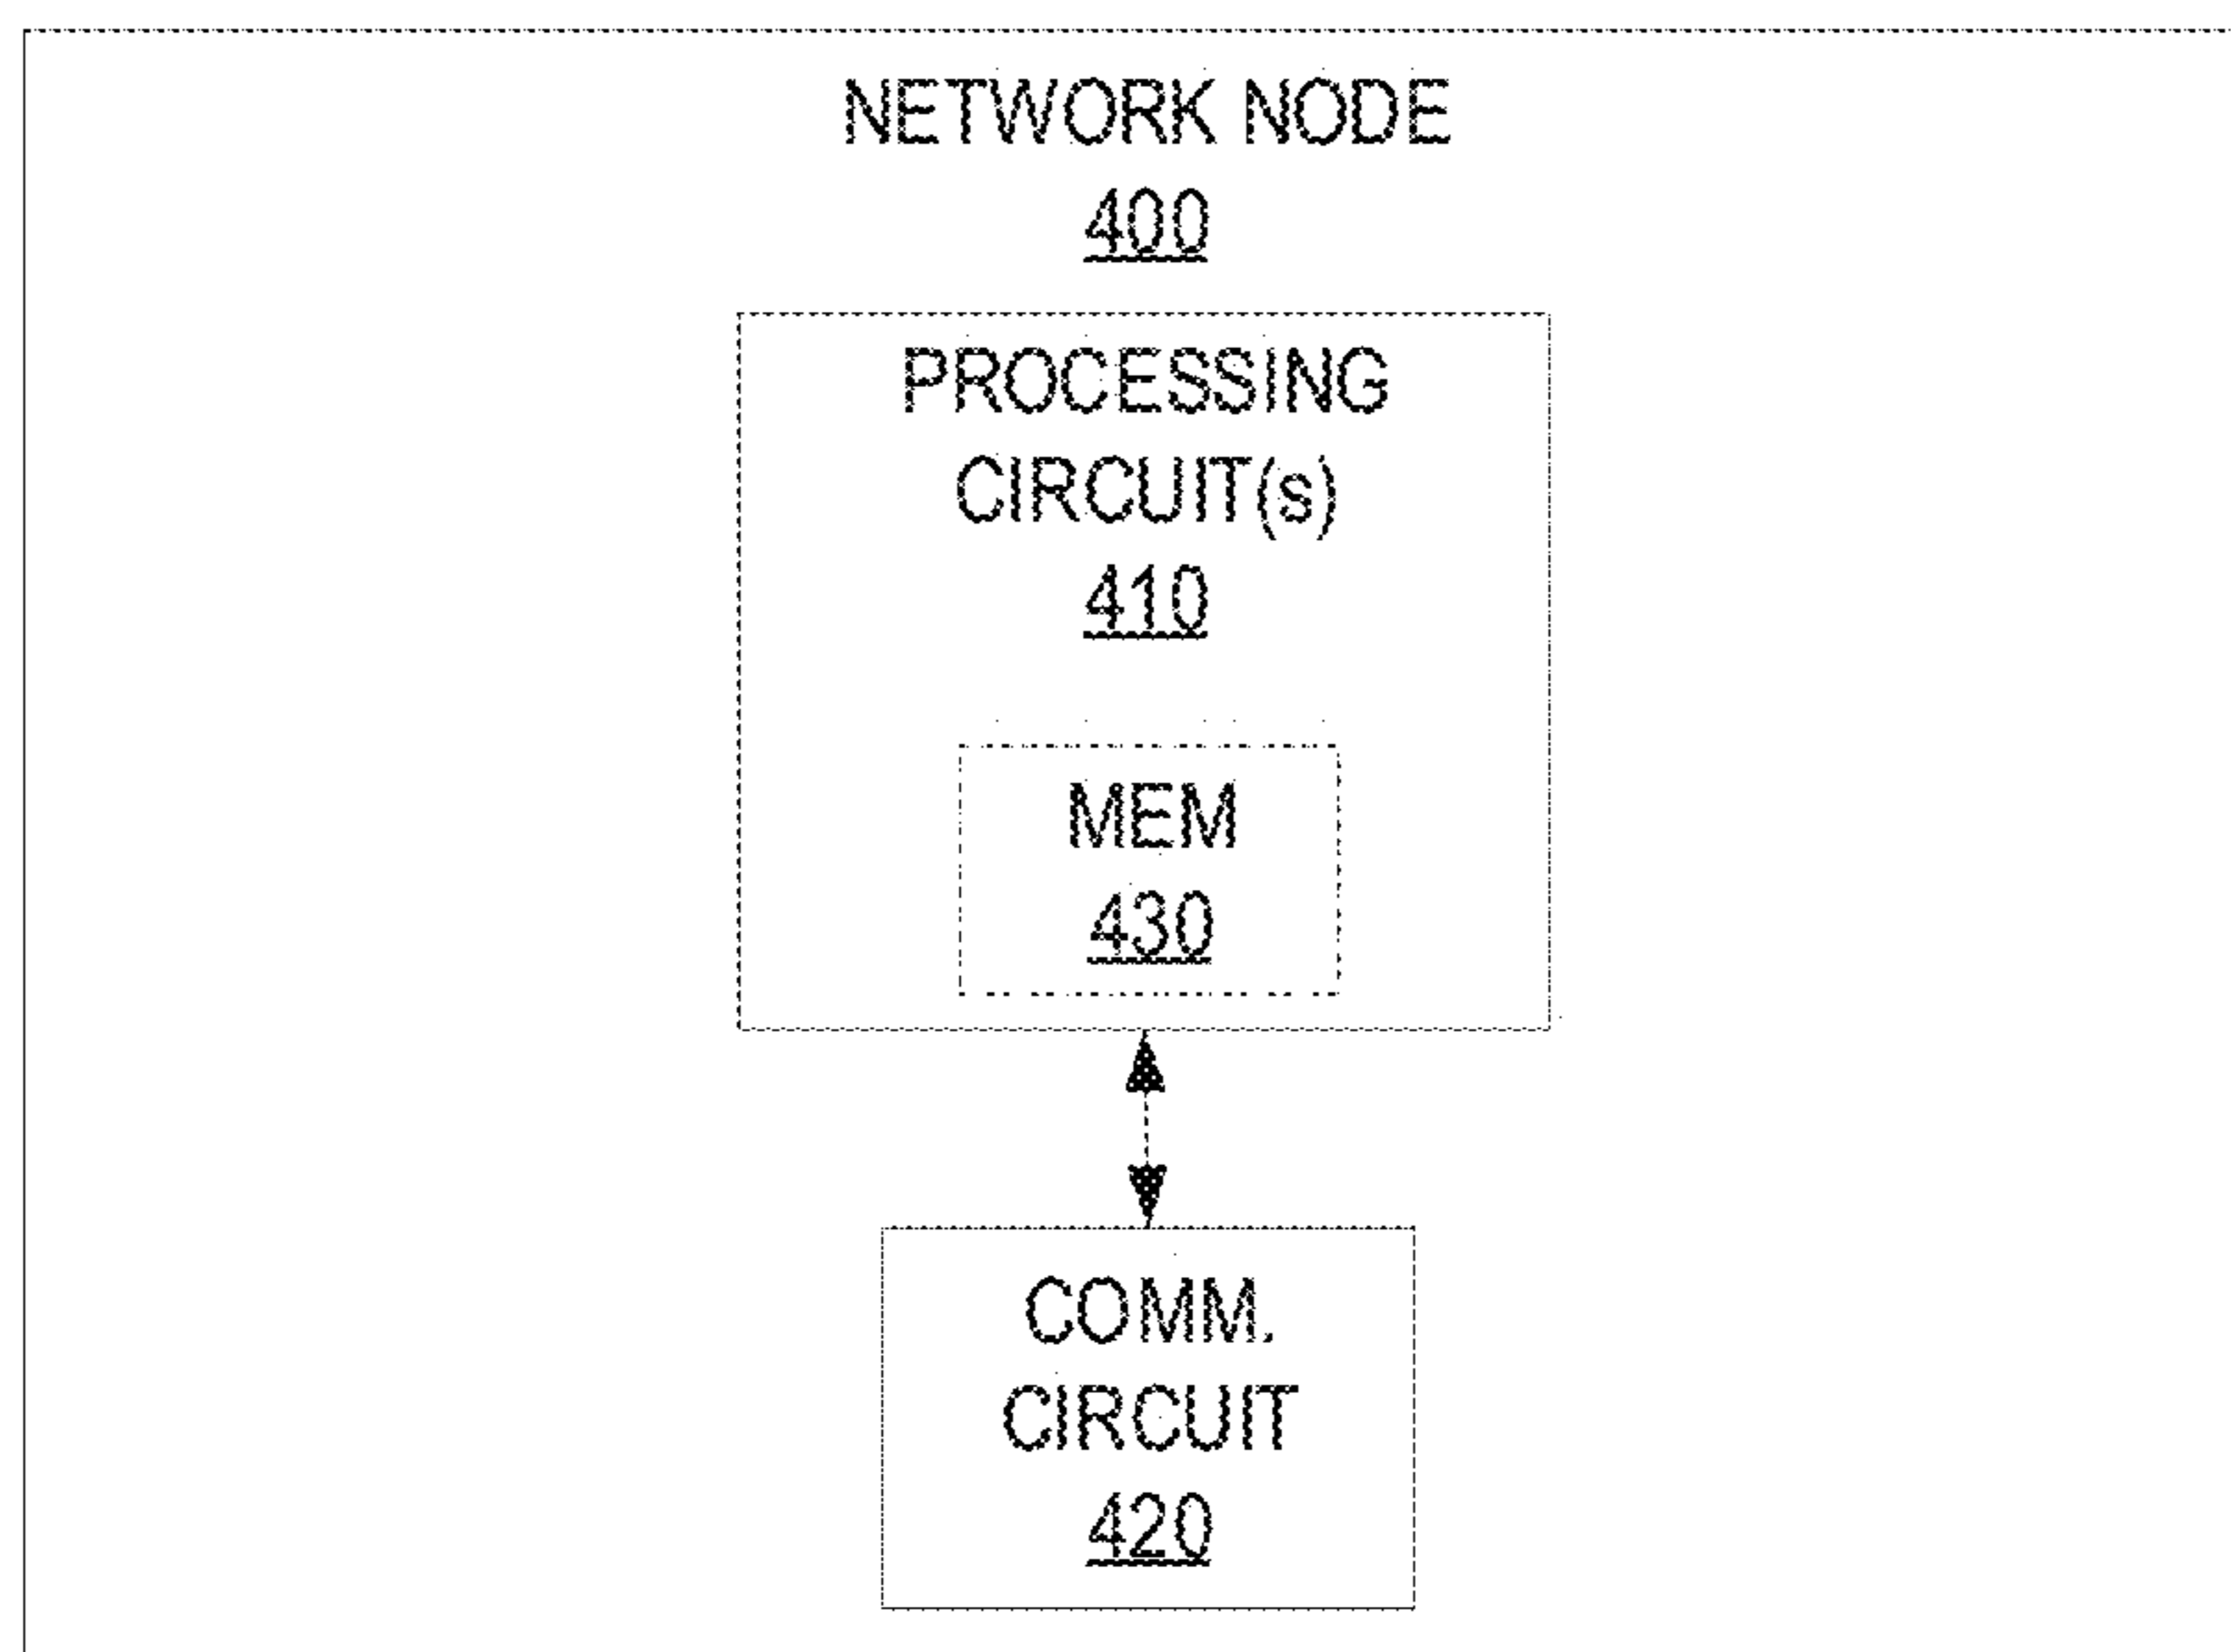 NETWORK NODE
400
PROCESSING
CIRCUIT(s)
410
MEM
430
COMM.
CIRCUIT
420